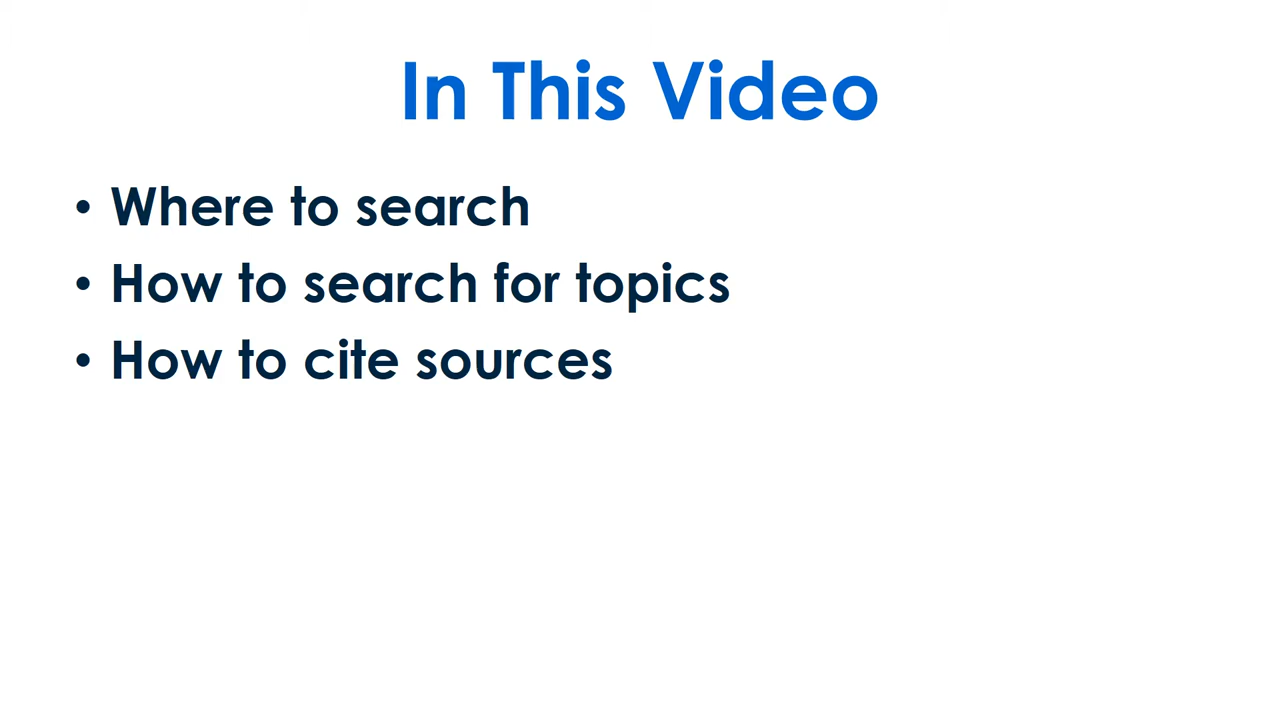 In This Video
• Where to search
• How to search for topics
• How to cite sources